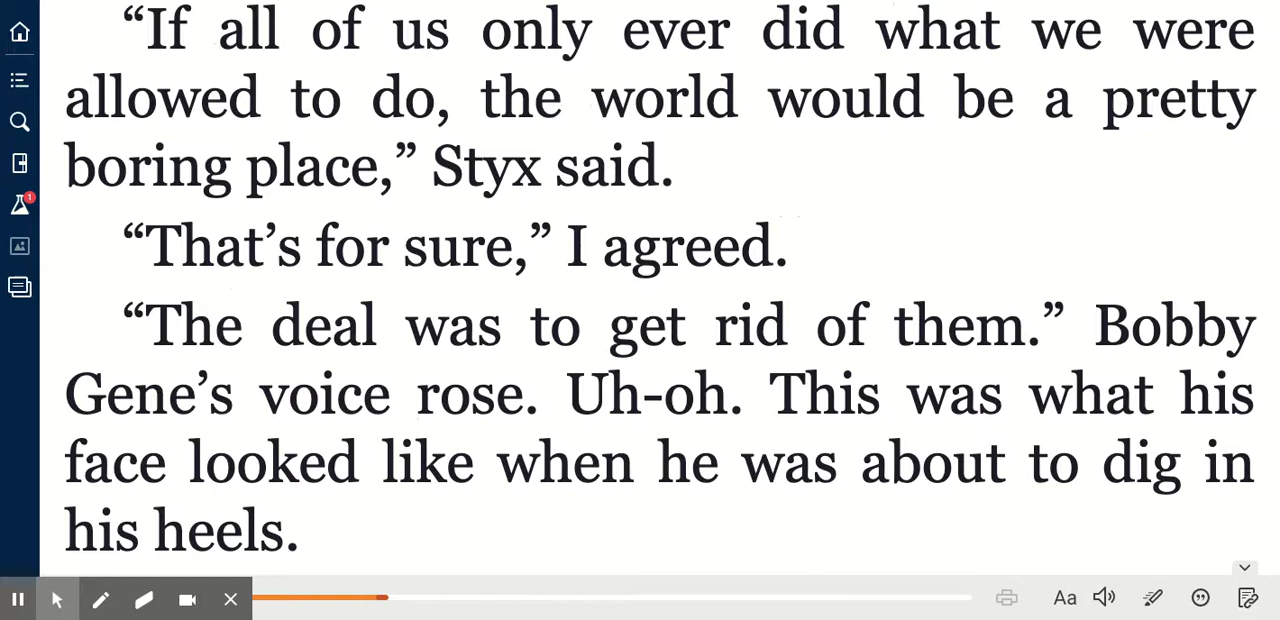 “If all of us only ever did what we were
allowed to do, the world would be a pretty
boring place,” Styx said.
“That’s for sure,” I agreed.
“The deal was to get rid of them.” Bobby
Gene’s voice rose. Uh-oh. This was what his
face looked like when he was about to dig in
his heels.
1
Aa